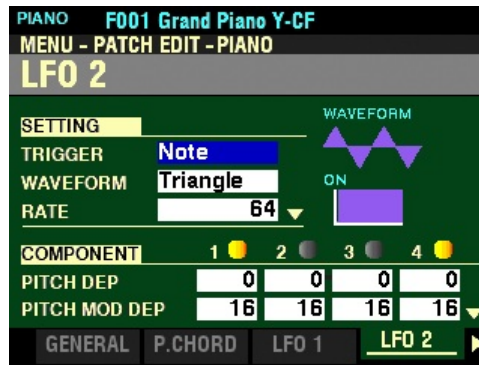 PIANO F001 Grand Piano Y-CF
MENU - PATCH EDIT - PIANO
LFO 2
WAVEFORM
SETTING
TRIGGER Note
WAVEFORM Triangle
ON
RATE 64
COMPONENT 1 2 3 4
PITCH DEP 0 0 0 0
PITCH MOD DEP 16 16 16 16
GENERAL P.CHORD LFO 1 LFO 2